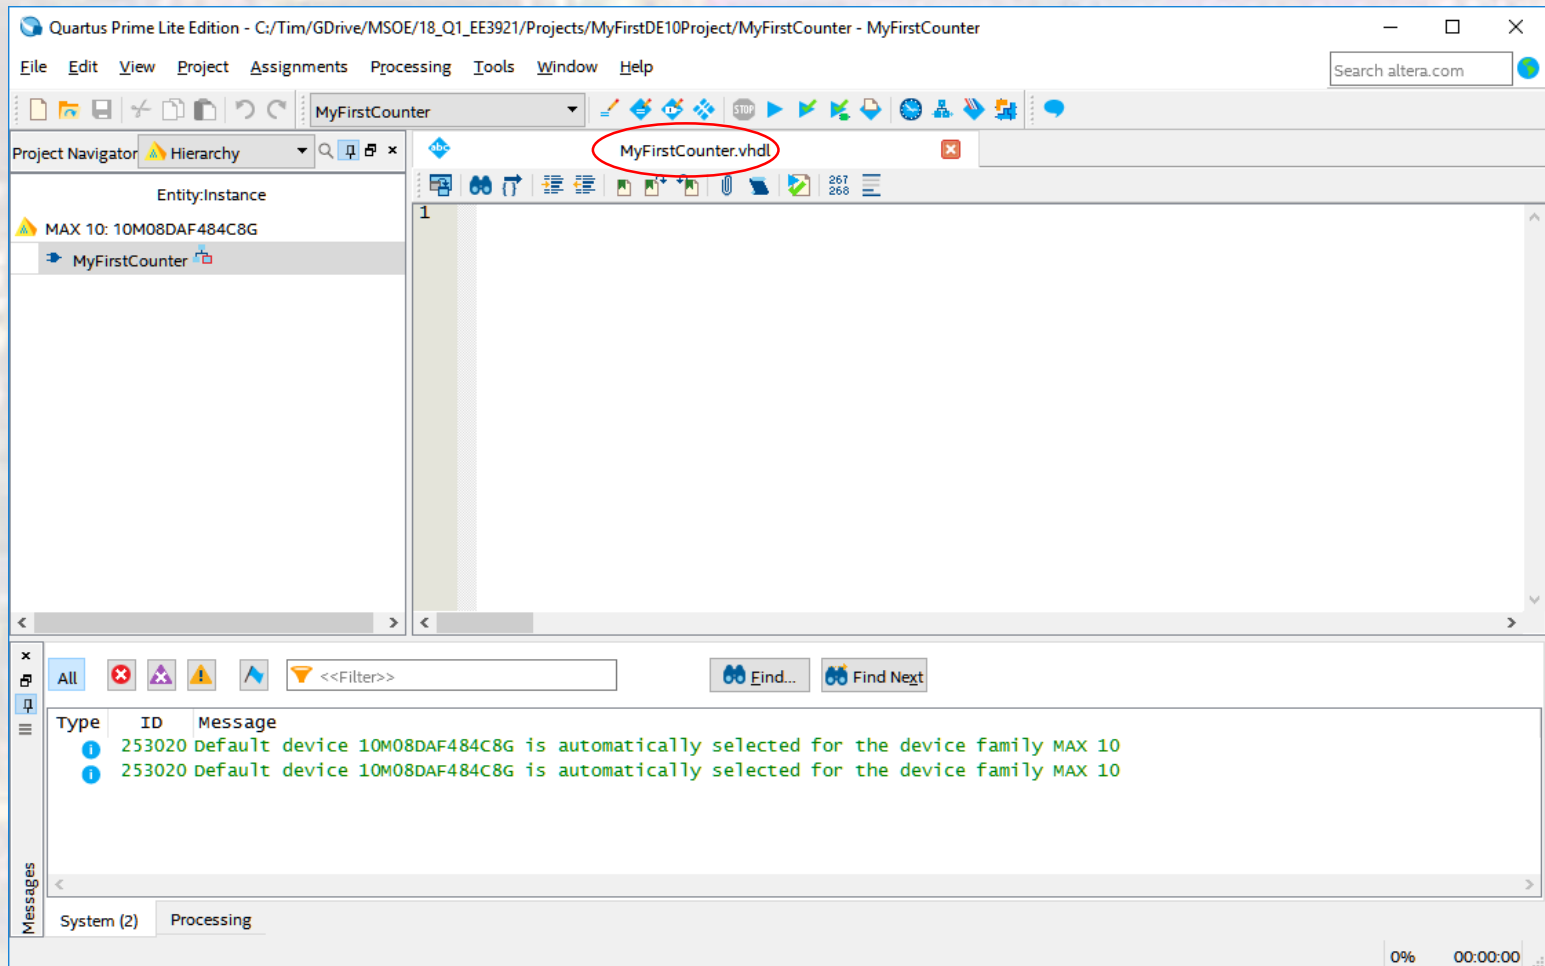 Quartus Prime Lite Edition - C:/Tim/GDrive/MSOE/18_Q1_EE3921/Projects/MyFirstDE10Project/MyFirstCounter - MyFirstCounter
File Edit View Project Assignments Processing Tools Window Help
Search altera.com
MyFirstCounter
STOP
Project Navigator Hierarchy
abc
MyFirstCounter.vhdl
267
268
Entity:Instance
1
MAX 10: 10M08DAF484C8G
MyFirstCounter
All
<<Filter>>
Find...
Find Next
Type ID Message
253020 Default device 10M08DAF484C8G is automatically selected for the device family MAX 10
253020 Default device 10M08DAF484C8G is automatically selected for the device family MAX 10
Messages
System (2) Processing
0% 00:00:00